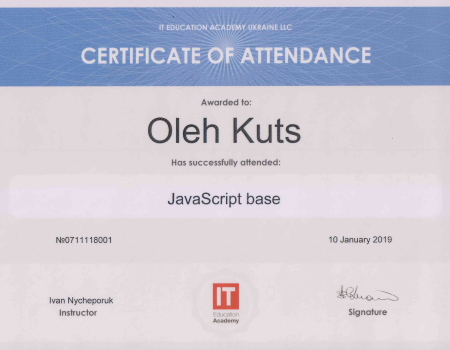 IT EDUCATION ACADEMY UKRAINE LLC
CERTIFICATE OF ATTENDANCE
Awarded to:
Oleh Kuts
Has successfully attended:
JavaScript base
№0711118001
10 January 2019
Ivan Nycheporuk
Instructor
IT
Education
Academy
Signature